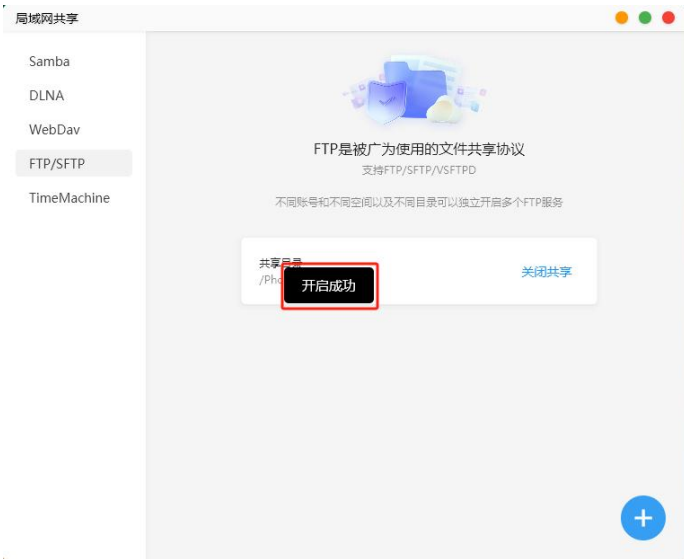 局域网共享
Samba
DLNA
WebDav
FTP/SFTP
TimeMachine
FTP是被广为使用的文件共享协议
支持FTP/SFTP/VSFTPD
不同账号和不同空间以及不同目录可以独立开启多个FTP服务
共享目录
/Pho
开启成功
关闭共享